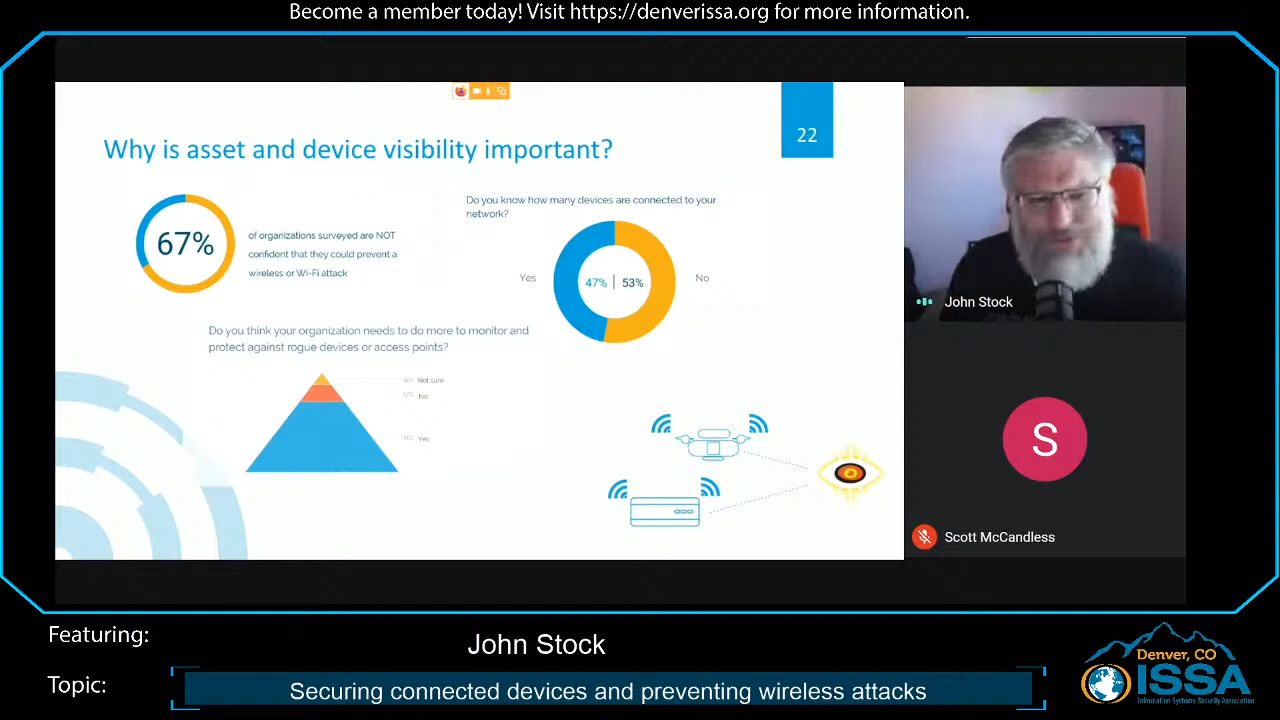 Become a member today! Visit https://denverissa.org for more information.
22
Why is asset and device visibility important?
67%
of organizations surveyed are NOT
confident that they could prevent a
wireless or Wi-Fi attack
Do you know how many devices are connected to your
network?
Yes
47% | 53%
No
Do you think your organization needs to do more to monitor and
protect against rogue devices or access points?
Not sure
No
Yes
John Stock
S
Scott McCandless
Featuring:
John Stock
Topic:
Securing connected devices and preventing wireless attacks
Denver, CO
ISSA
Information Systems Security Association